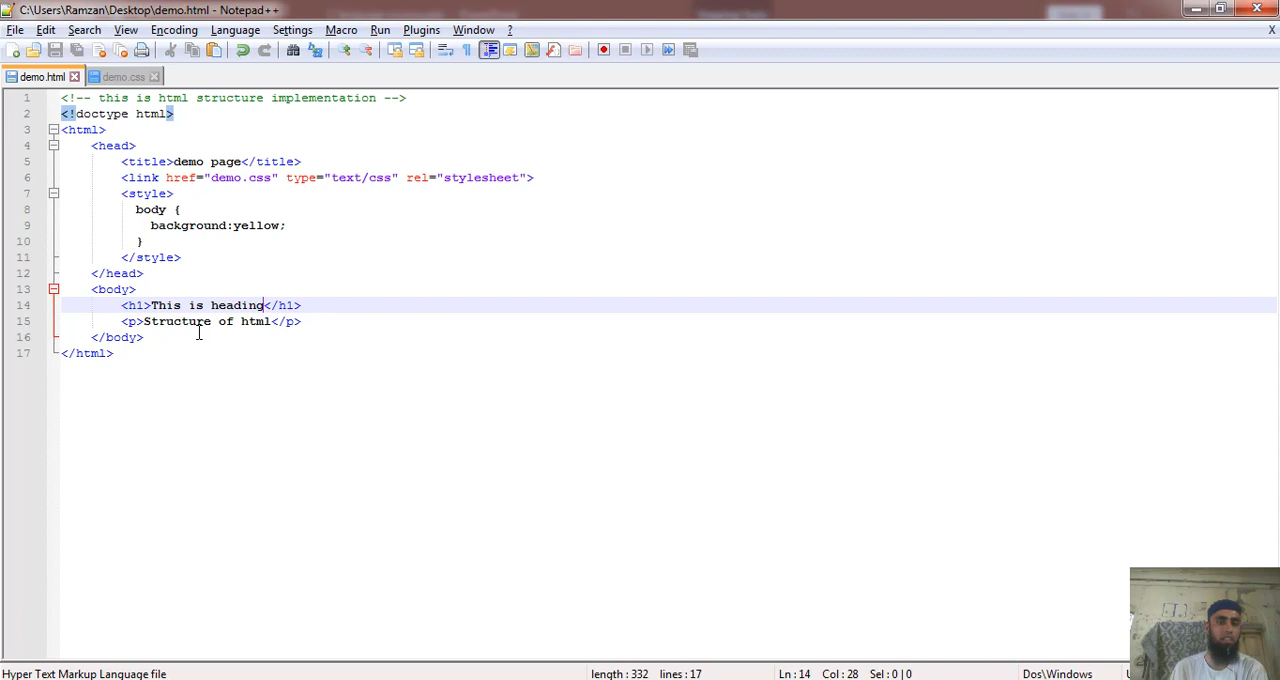 C:\Users\Ramzan\Desktop\demo.html - Notepad++
File Edit Search View Encoding Language Settings Macro Run Plugins Window ? X
demo.html demo.css
1 <!-- this is html structure implementation -->
2 <!doctype html>
3 <html>
4 <head>
5 <title>demo page</title>
6 <link href="demo.css" type="text/css" rel="stylesheet">
7 <style>
8 body {
9 background:yellow;
10 }
11 </style>
12 </head>
13 <body>
14 <h1>This is heading</h1>
15 <p>Structure of html</p>
16 </body>
17 </html>
Hyper Text Markup Language file length : 332 lines : 17 Ln : 14 Col : 28 Sel : 0 | 0 Dos\Windows